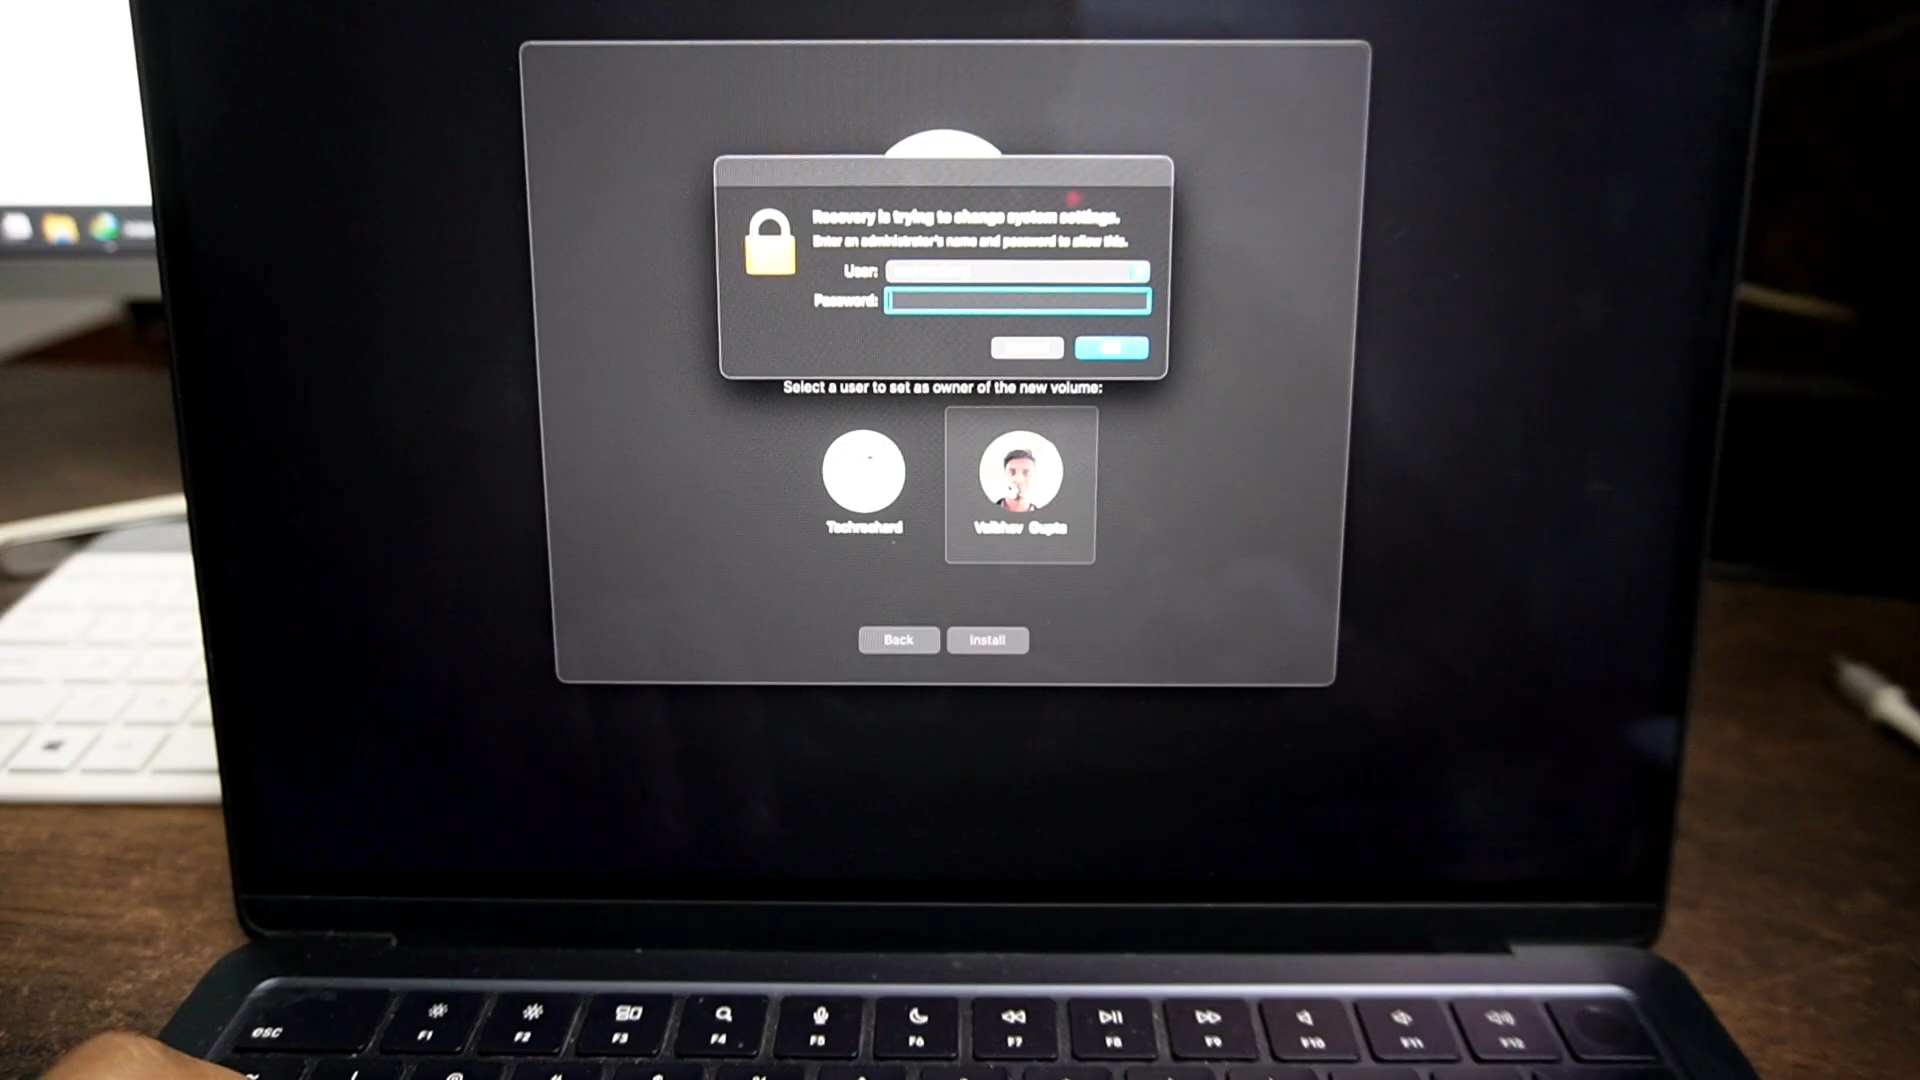 Recovery is trying to change system settings.
Enter an administrator's name and password to allow this.
User:
Password:
Select a user to set as owner of the new volume:
Vaibhav Gupta
Back
Install
esc
F1
F2
F3
F4
F5
F6
F7
F8
F9
F10
F11
F12